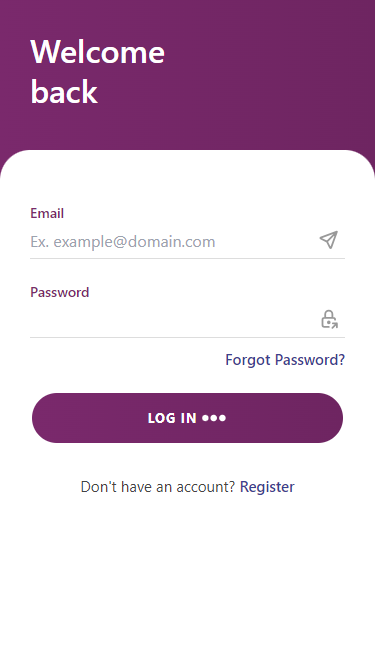 Welcome
back
Email
Ex. example@domain.com
Password
Forgot Password?
LOG IN
Don't have an account? Register